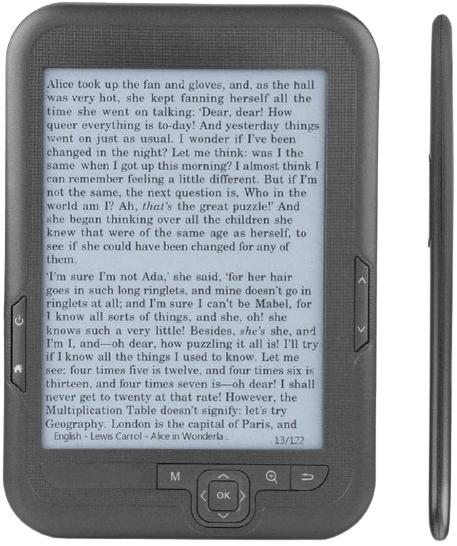 Alice took up the fan and gloves, and, as the hall
was very hot, she kept fanning herself all the
time she went on talking: ‘Dear, dear! How
queer everything is to-day! And yesterday things
went on just as usual. I wonder if I’ve been
changed in the night? Let me think: was I the
same when I got up this morning? I almost think I
can remember feeling a little different. But if I’m
not the same, the next question is, Who in the
world am I? Ah, that’s the great puzzle!’ And
she began thinking over all the children she
knew that were of the same age as herself, to
see if she could have been changed for any of
them.
‘I’m sure I’m not Ada,’ she said, ‘for her hair
goes in such long ringlets, and mine doesn’t go in
ringlets at all; and I’m sure I can’t be Mabel, for
I know all sorts of things, and she, oh! she
knows such a very little! Besides, she’s she, and
I’m I, and—oh dear, how puzzling it all is! I’ll try
if I know all the things I used to know. Let me
see: four times five is twelve, and four times six is
thirteen, and four times seven is—oh dear! I shall
never get to twenty at that rate! However, the
Multiplication Table doesn’t signify: let’s try
Geography. London is the capital of Paris, and
English - Lewis Carrol - Alice in Wonderla .. 13/122
M
OK